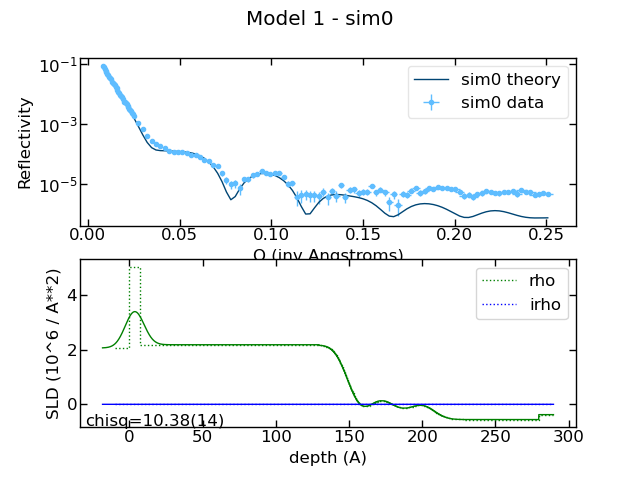 Model 1 - sim0
Reflectivity
10⁻¹
10⁻³
10⁻⁵
sim0 theory
sim0 data
0.00 0.05 0.10 0.15 0.20 0.25
Q (inv Angstroms)
SLD (10^6 / A**2)
4
2
0
rho
irho
chisq=10.38(14)
0 50 100 150 200 250 300
depth (A)